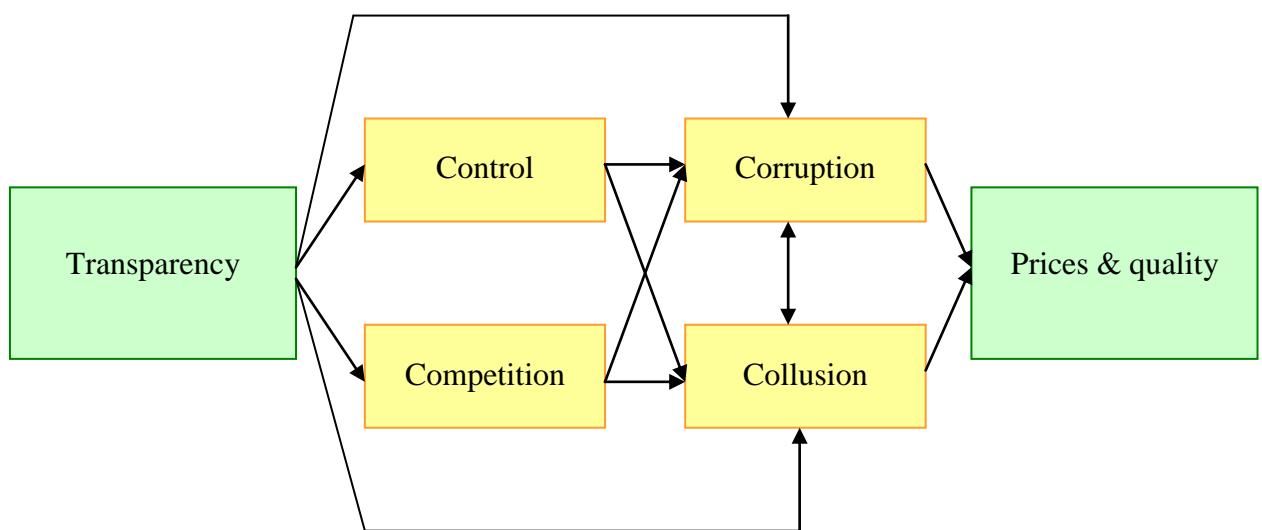 Control
Corruption
Transparency
Prices & quality
Competition
Collusion